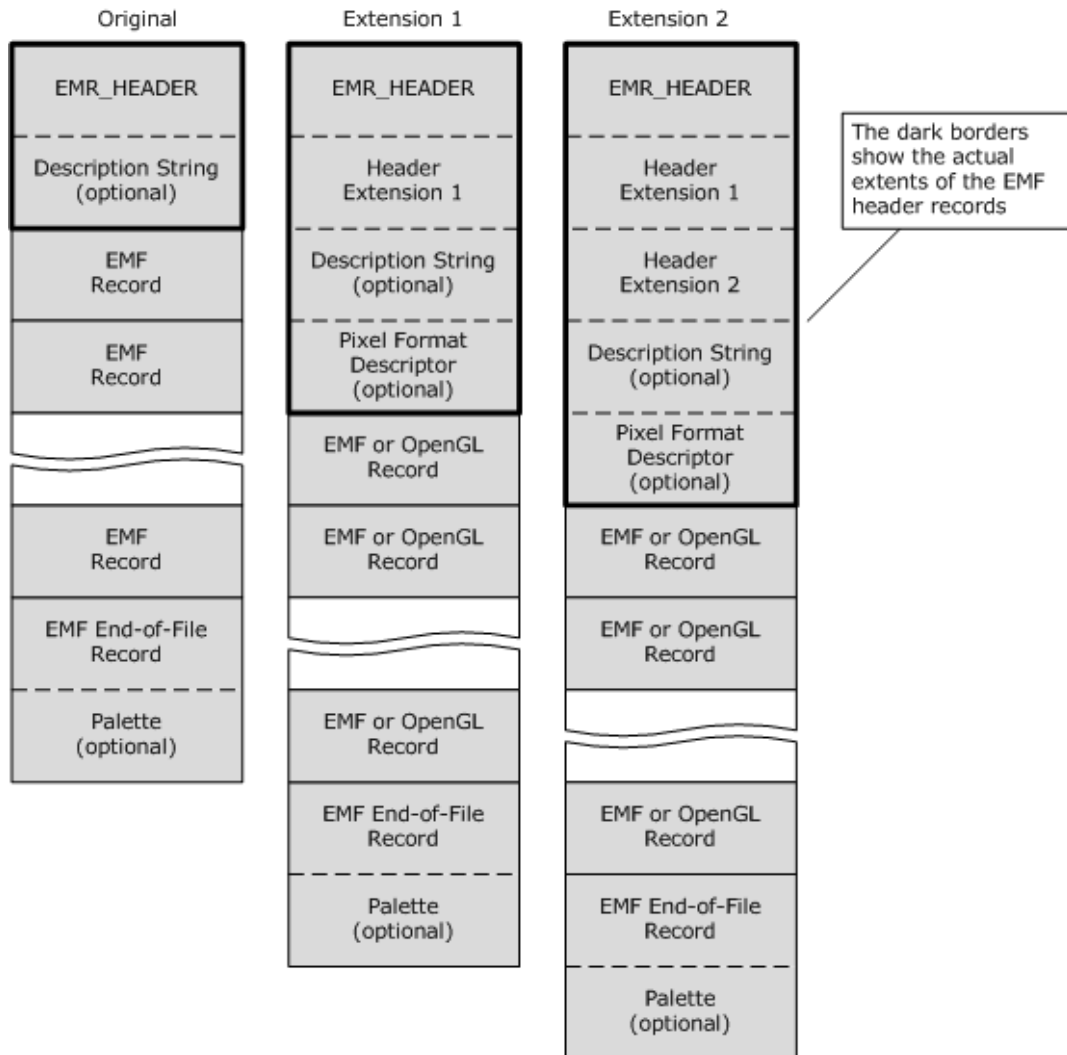 Original
EMR_HEADER
Description String
(optional)
EMF
Record
EMF
Record
EMF
Record
EMF End-of-File
Record
Palette
(optional)
Extension 1
EMR_HEADER
Header
Extension 1
Description String
(optional)
Pixel Format
Descriptor
(optional)
EMF or OpenGL
Record
EMF or OpenGL
Record
EMF or OpenGL
Record
EMF End-of-File
Record
Palette
(optional)
Extension 2
EMR_HEADER
Header
Extension 1
Header
Extension 2
Description String
(optional)
Pixel Format
Descriptor
(optional)
EMF or OpenGL
Record
EMF or OpenGL
Record
EMF or OpenGL
Record
EMF End-of-File
Record
Palette
(optional)
The dark borders
show the actual
extents of the EMF
header records